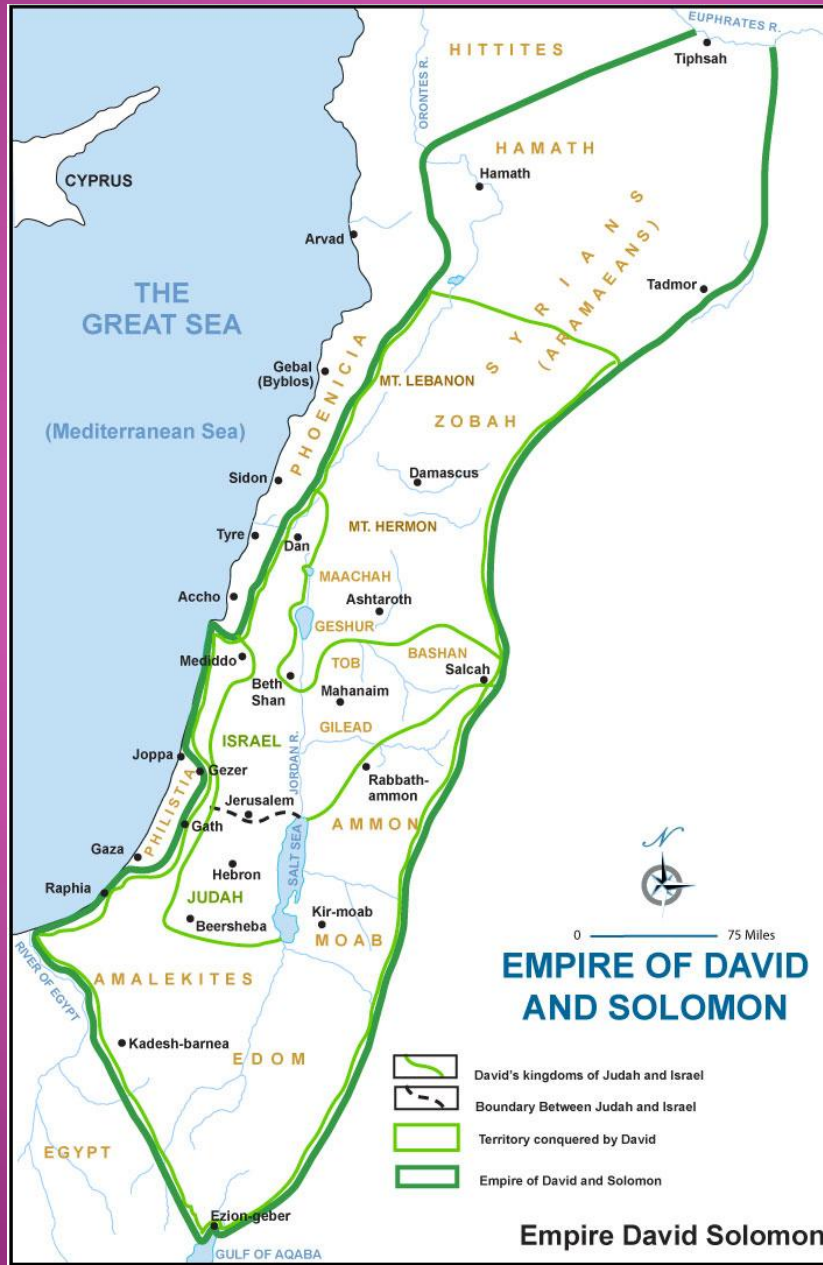 EUPHRATES R.
HITTITES
Tiphsah
ORONTES R.
HAMATH
Hamath
CYPRUS
Arvad
SYRIANS
(ARAMAEANS)
Tadmor
THE
GREAT SEA
Gebal
(Byblos)
PHOENICIA
MT. LEBANON
ZOBAH
(Mediterranean Sea)
Sidon
Damascus
Tyre
Dan
MT. HERMON
MAACHAH
Accho
Ashtaroth
GESHUR
Mediddo
TOB
BASHAN
Beth
Shan
Salcah
Mahanaim
GILEAD
ISRAEL
JORDAN R.
Joppa
Gezer
Rabbath-
ammon
PHILISTIA
Jerusalem
Gath
AMMON
N
Gaza
Hebron
SALT SEA
Raphia
JUDAH
Beersheba
Kir-moab
MOAB
0
75 Miles
RIVER OF EGYPT
AMALEKITES
EMPIRE OF DAVID
AND SOLOMON
Kadesh-barnea
EDOM
David's kingdoms of Judah and Israel
Boundary Between Judah and Israel
Territory conquered by David
EGYPT
Empire of David and Solomon
Ezion-geber
GULF OF AQABA
Empire David Solomon